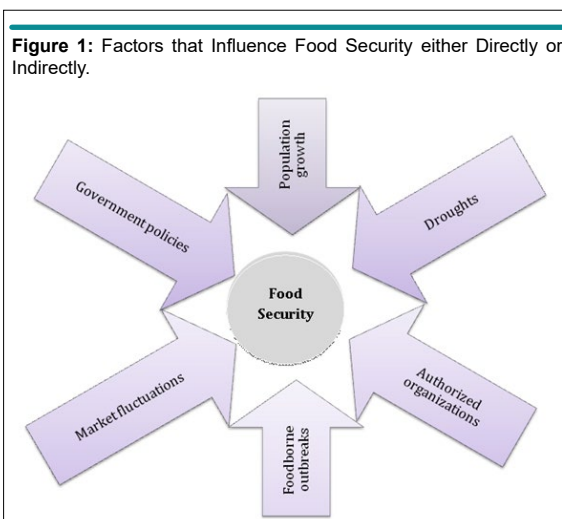 Figure 1: Factors that Influence Food Security either Directly or
Indirectly.
Population
growth
Government policies
Droughts
Food
Security
Market fluctuations
Authorized
organizations
Foodborne
outbreaks